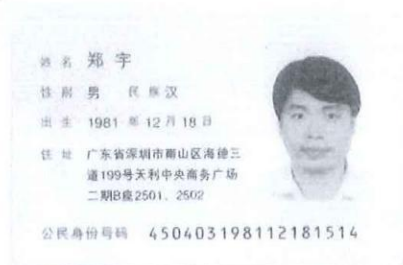 姓名 郑宇
性别 男 民族 汉
出生 1981 年 12 月 18 日
住址 广东省深圳市南山区海德三
道199号天利中央商务广场
二期B座2501、2502
公民身份号码 450403198112181514